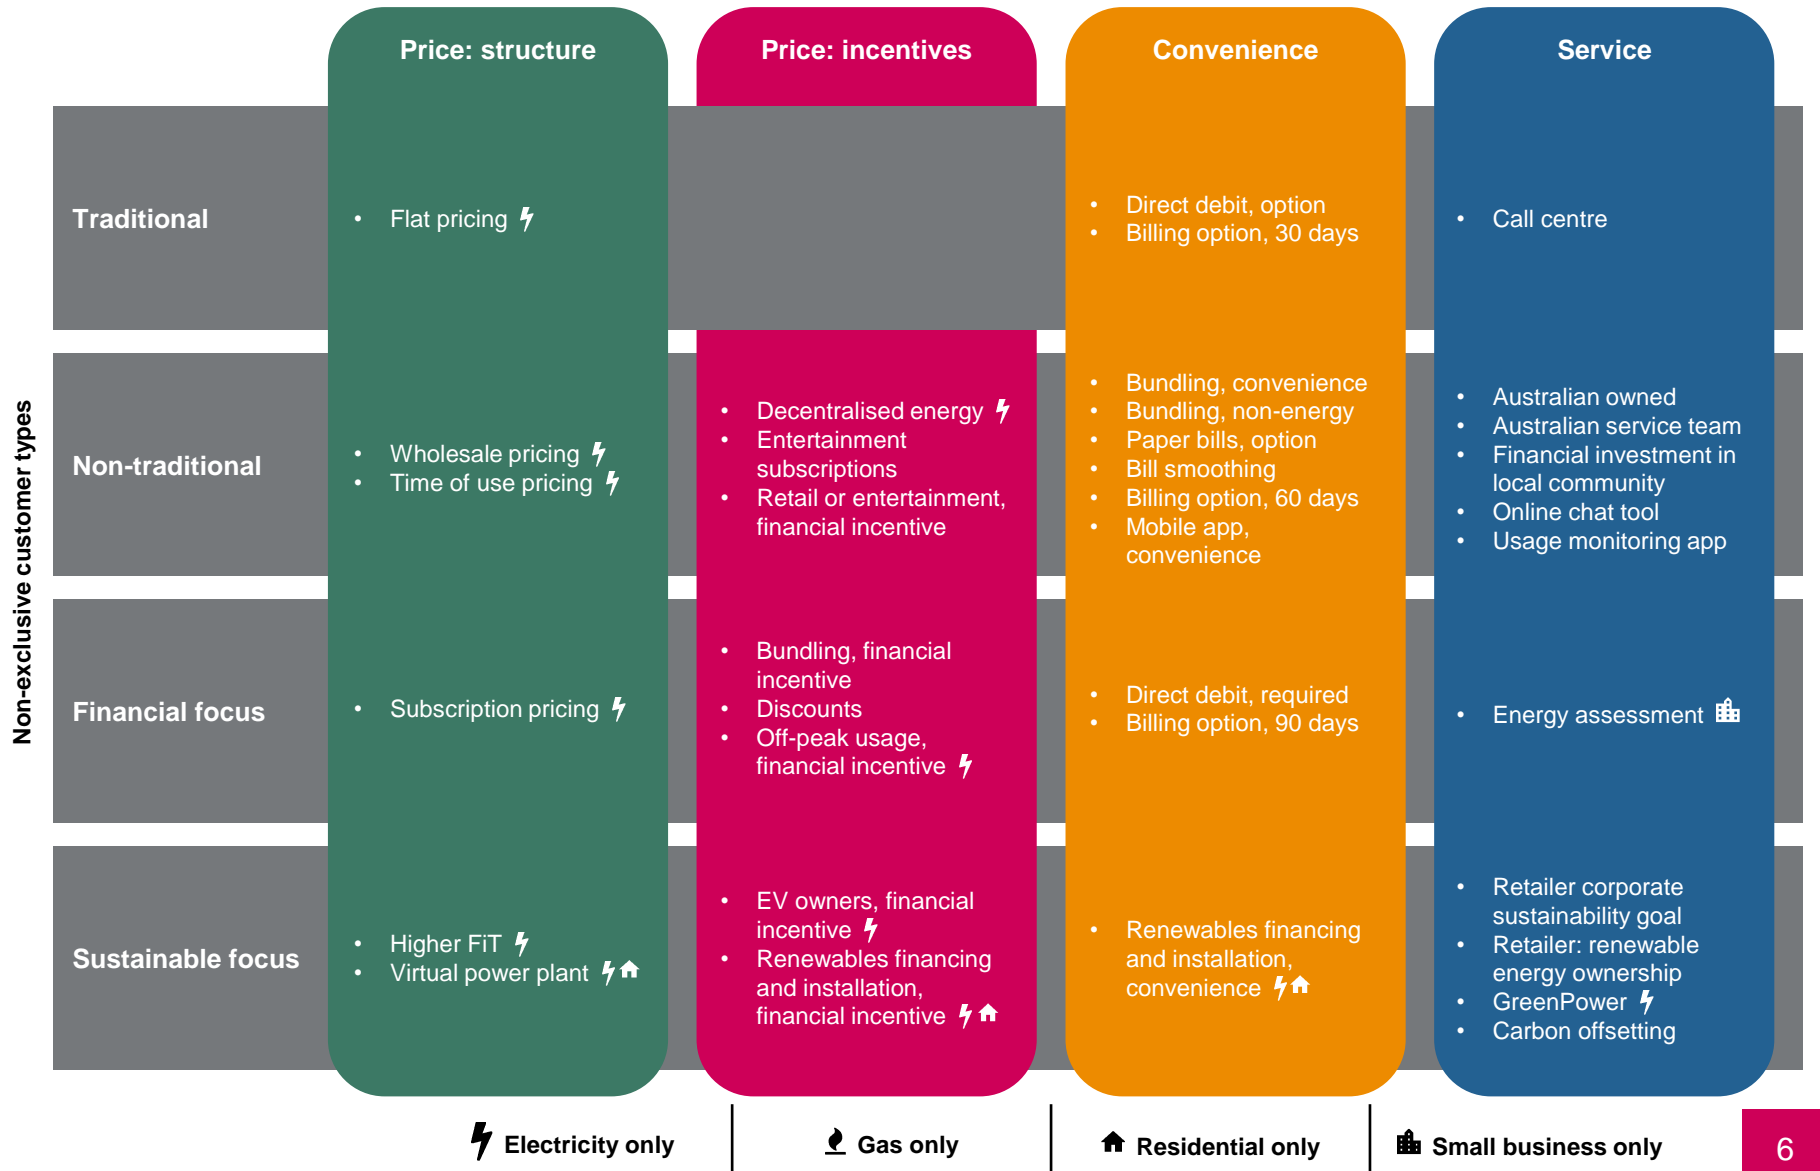 Price: structure
Price: incentives
Convenience
Service
Non-exclusive customer types
Traditional
• Flat pricing
• Direct debit, option
• Billing option, 30 days
• Call centre
Non-traditional
• Wholesale pricing
• Time of use pricing
• Decentralised energy
• Entertainment
subscriptions
• Retail or entertainment,
financial incentive
• Bundling, convenience
• Bundling, non-energy
• Paper bills, option
• Bill smoothing
• Billing option, 60 days
• Mobile app,
convenience
• Australian owned
• Australian service team
• Financial investment in
local community
• Online chat tool
• Usage monitoring app
Financial focus
• Subscription pricing
• Bundling, financial
incentive
• Discounts
• Off-peak usage,
financial incentive
• Direct debit, required
• Billing option, 90 days
• Energy assessment
Sustainable focus
• Higher FiT
• Virtual power plant
• EV owners, financial
incentive
• Renewables financing
and installation,
financial incentive
• Renewables financing
and installation,
convenience
• Retailer corporate
sustainability goal
• Retailer: renewable
energy ownership
• GreenPower
• Carbon offsetting
Electricity only
Gas only
Residential only
Small business only
6